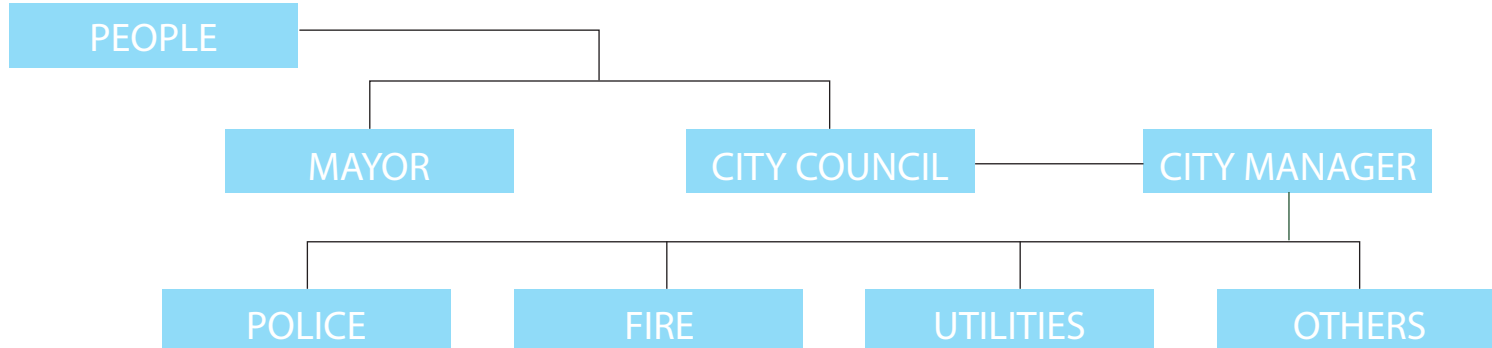 PEOPLE
MAYOR
CITY COUNCIL
CITY MANAGER
POLICE
FIRE
UTILITIES
OTHERS